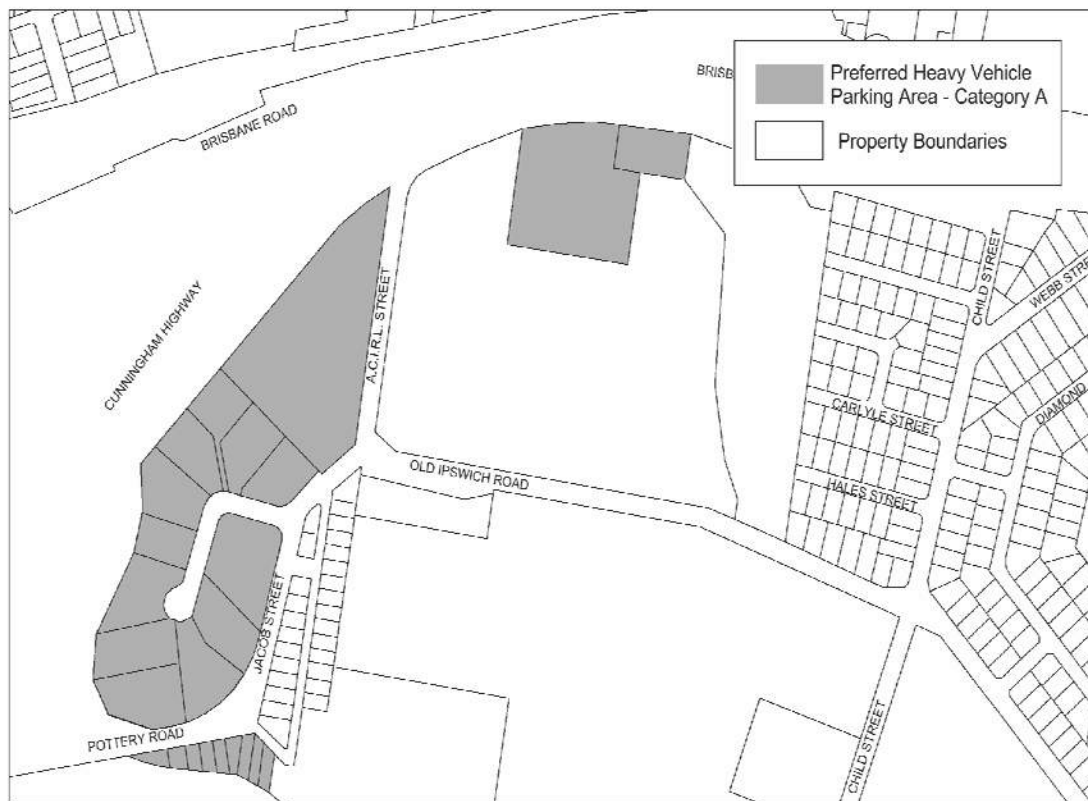 BRISB
Preferred Heavy Vehicle
Parking Area - Category A
Property Boundaries
BRISBANE ROAD
CUNNINGHAM HIGHWAY
A.C.I.R.L. STREET
CHILD STREET
WEBB STRE
DIAMOND
CARLYLE STREET
OLD IPSWICH ROAD
HALES STREET
JACOB STREET
POTTERY ROAD
CHILD STREET